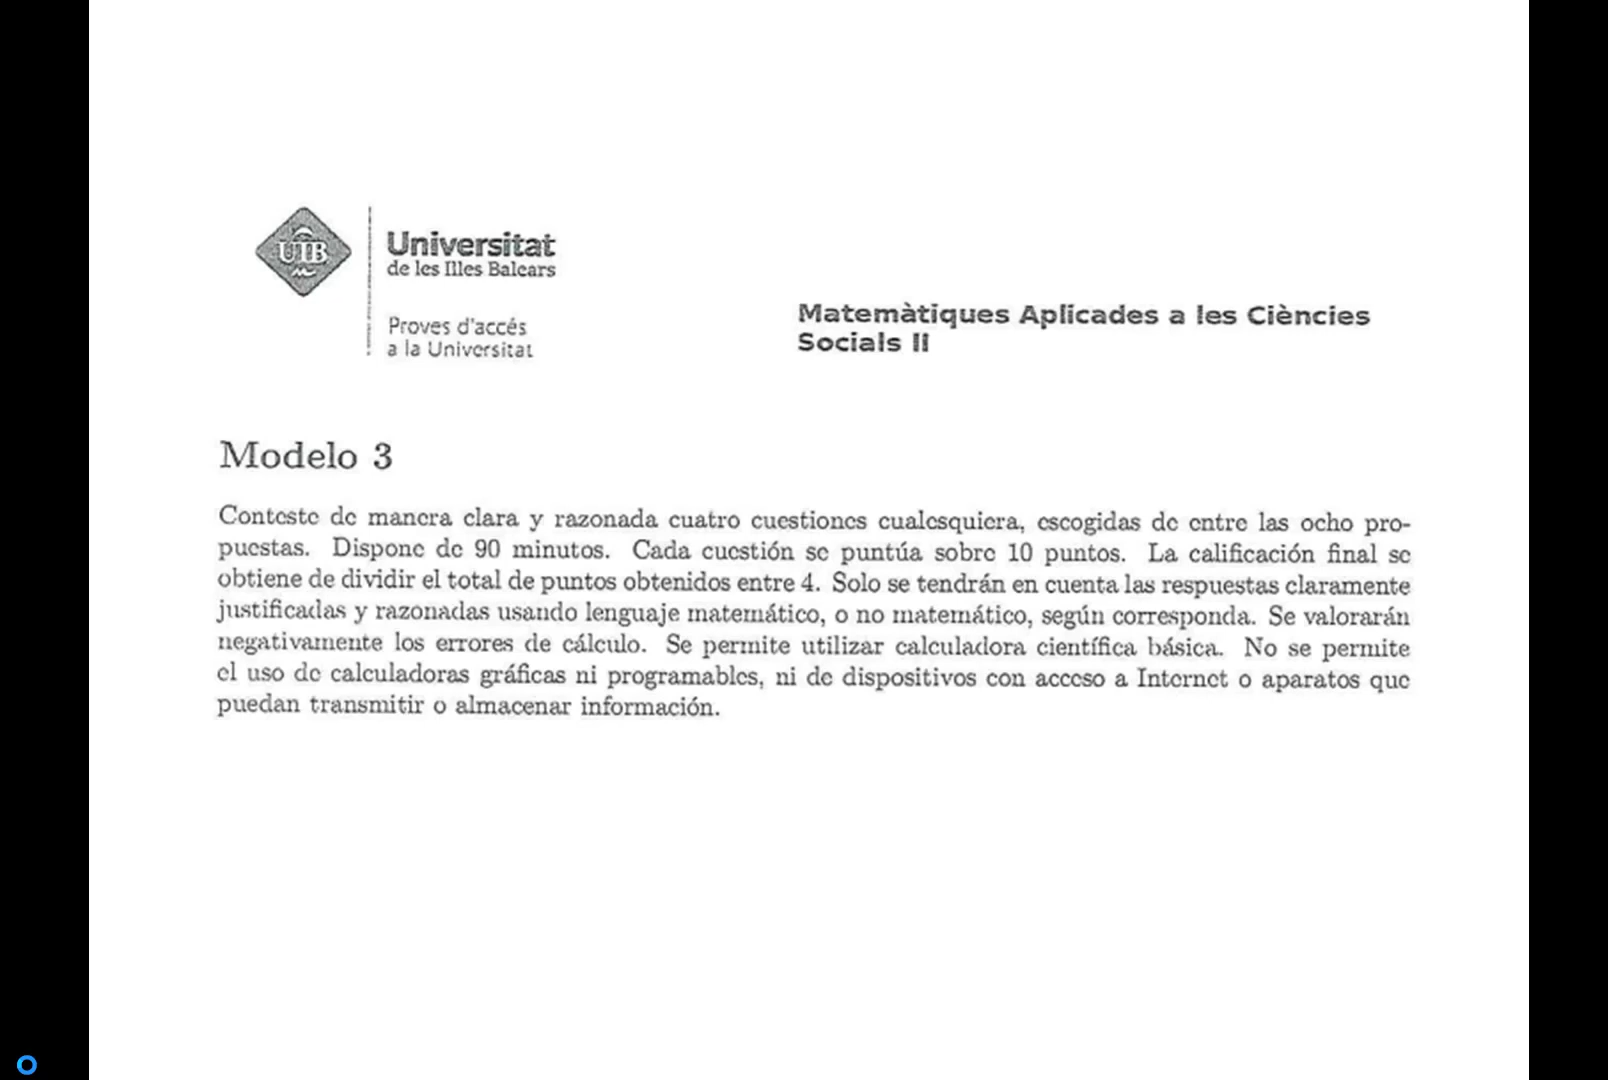 UIB
Universitat
de les Illes Balears
Proves d'accés
a la Universitat
Matemàtiques Aplicades a les Ciències
Socials II
Modelo 3
Conteste de manera clara y razonada cuatro cuestiones cualesquiera, escogidas de entre las ocho pro-
puestas. Dispone de 90 minutos. Cada cuestión se puntúa sobre 10 puntos. La calificación final se
obtiene de dividir el total de puntos obtenidos entre 4. Solo se tendrán en cuenta las respuestas claramente
justificadas y razonadas usando lenguaje matemático, o no matemático, según corresponda. Se valorarán
negativamente los errores de cálculo. Se permite utilizar calculadora científica básica. No se permite
el uso de calculadoras gráficas ni programables, ni de dispositivos con acceso a Internet o aparatos que
puedan transmitir o almacenar información.